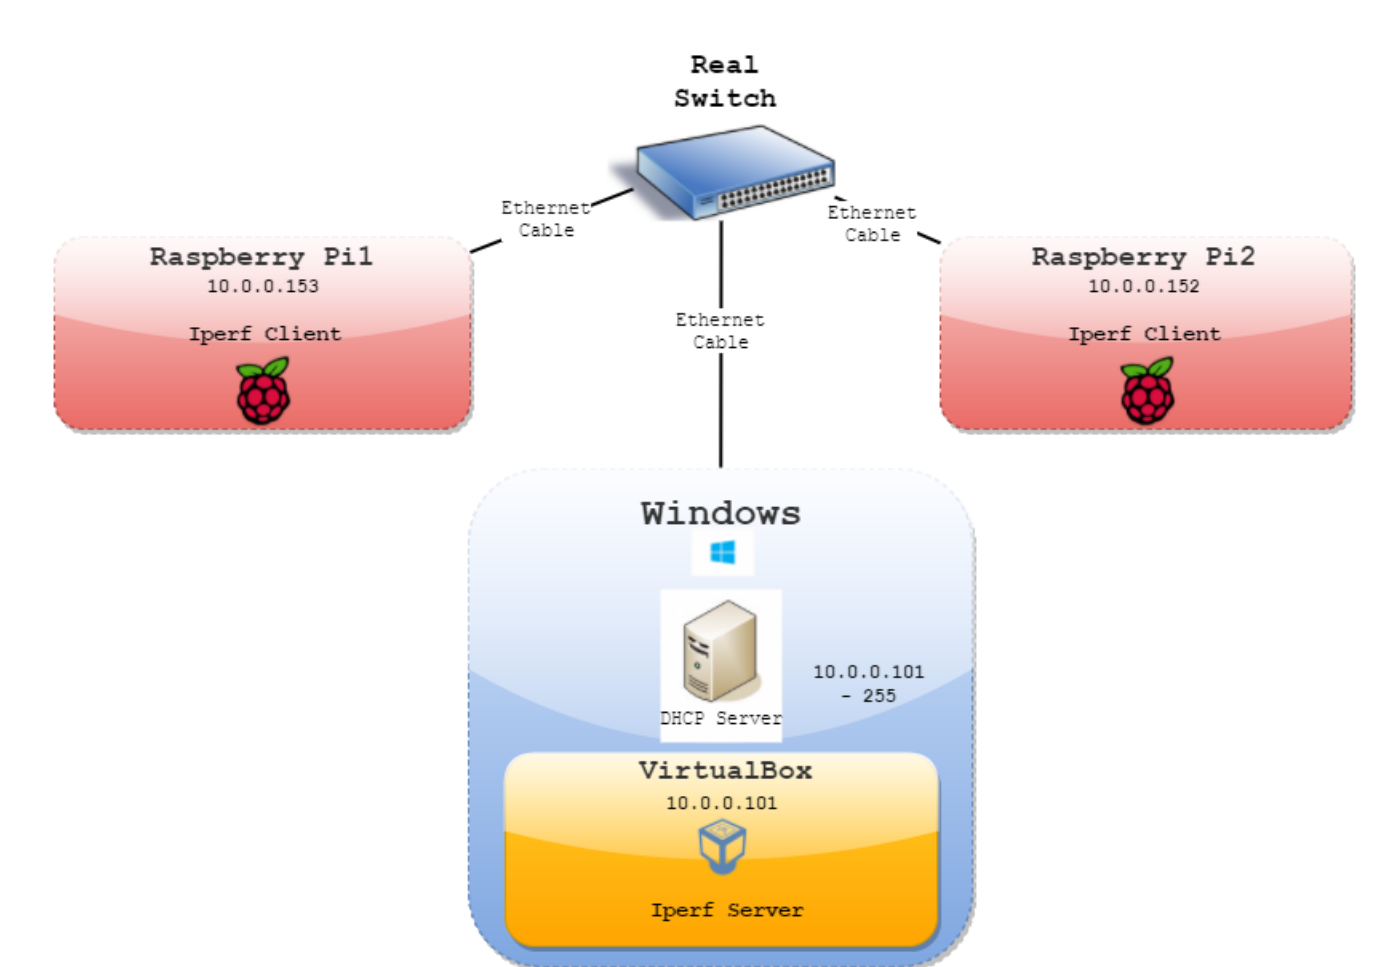 Real
Switch
Ethernet
Cable
Ethernet
Cable
Raspberry Pi1
10.0.0.153
Iperf Client
Raspberry Pi2
10.0.0.152
Iperf Client
Ethernet
Cable
Windows
10.0.0.101
- 255
DHCP Server
VirtualBox
10.0.0.101
Iperf Server